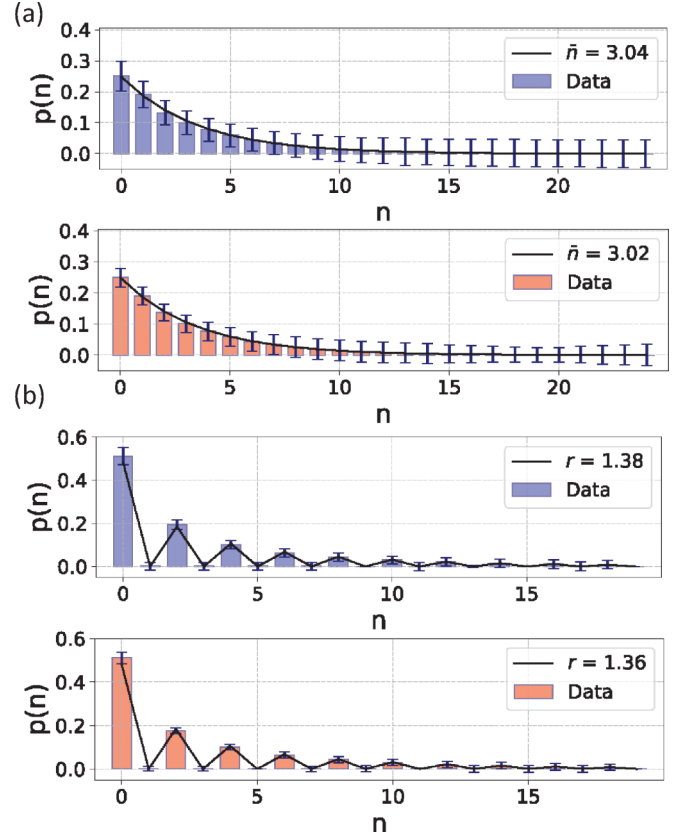 (a)
0.4
0.3
0.2
0.1
0.0
p(n)
n̄ = 3.04
Data
0 5 10 15 20
n
0.4
0.3
0.2
0.1
0.0
p(n)
n̄ = 3.02
Data
0 5 10 15 20
n
(b)
0.6
0.4
0.2
0.0
p(n)
r = 1.38
Data
0 5 10 15
n
0.6
0.4
0.2
0.0
p(n)
r = 1.36
Data
0 5 10 15
n